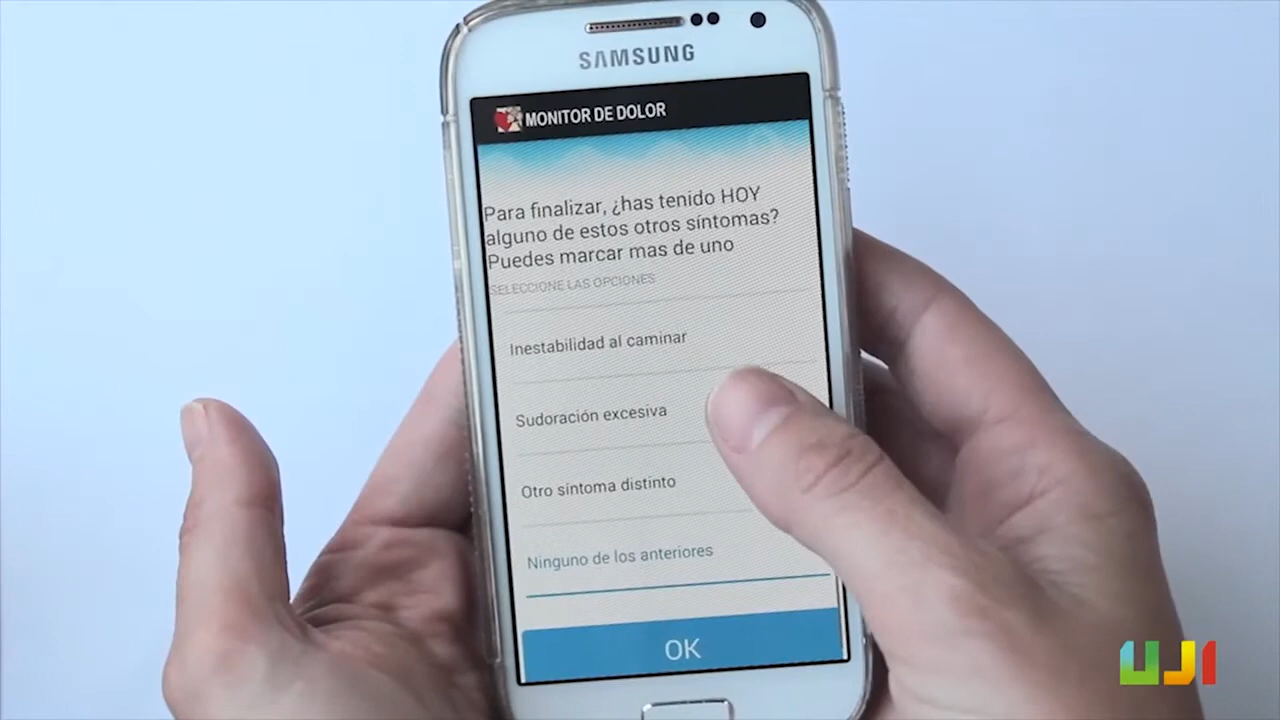 SAMSUNG
MONITOR DE DOLOR
Para finalizar, ¿has tenido HOY
alguno de estos otros síntomas?
Puedes marcar mas de uno
SELECCIONE LAS OPCIONES
Inestabilidad al caminar
Sudoración excesiva
Otro síntoma distinto
Ninguno de los anteriores
OK
UJI